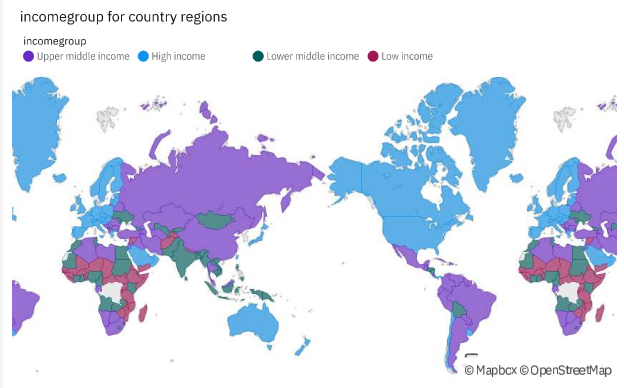 incomegroup for country regions
incomegroup
Upper middle income High income Lower middle income Low income
© Mapbox © OpenStreetMap